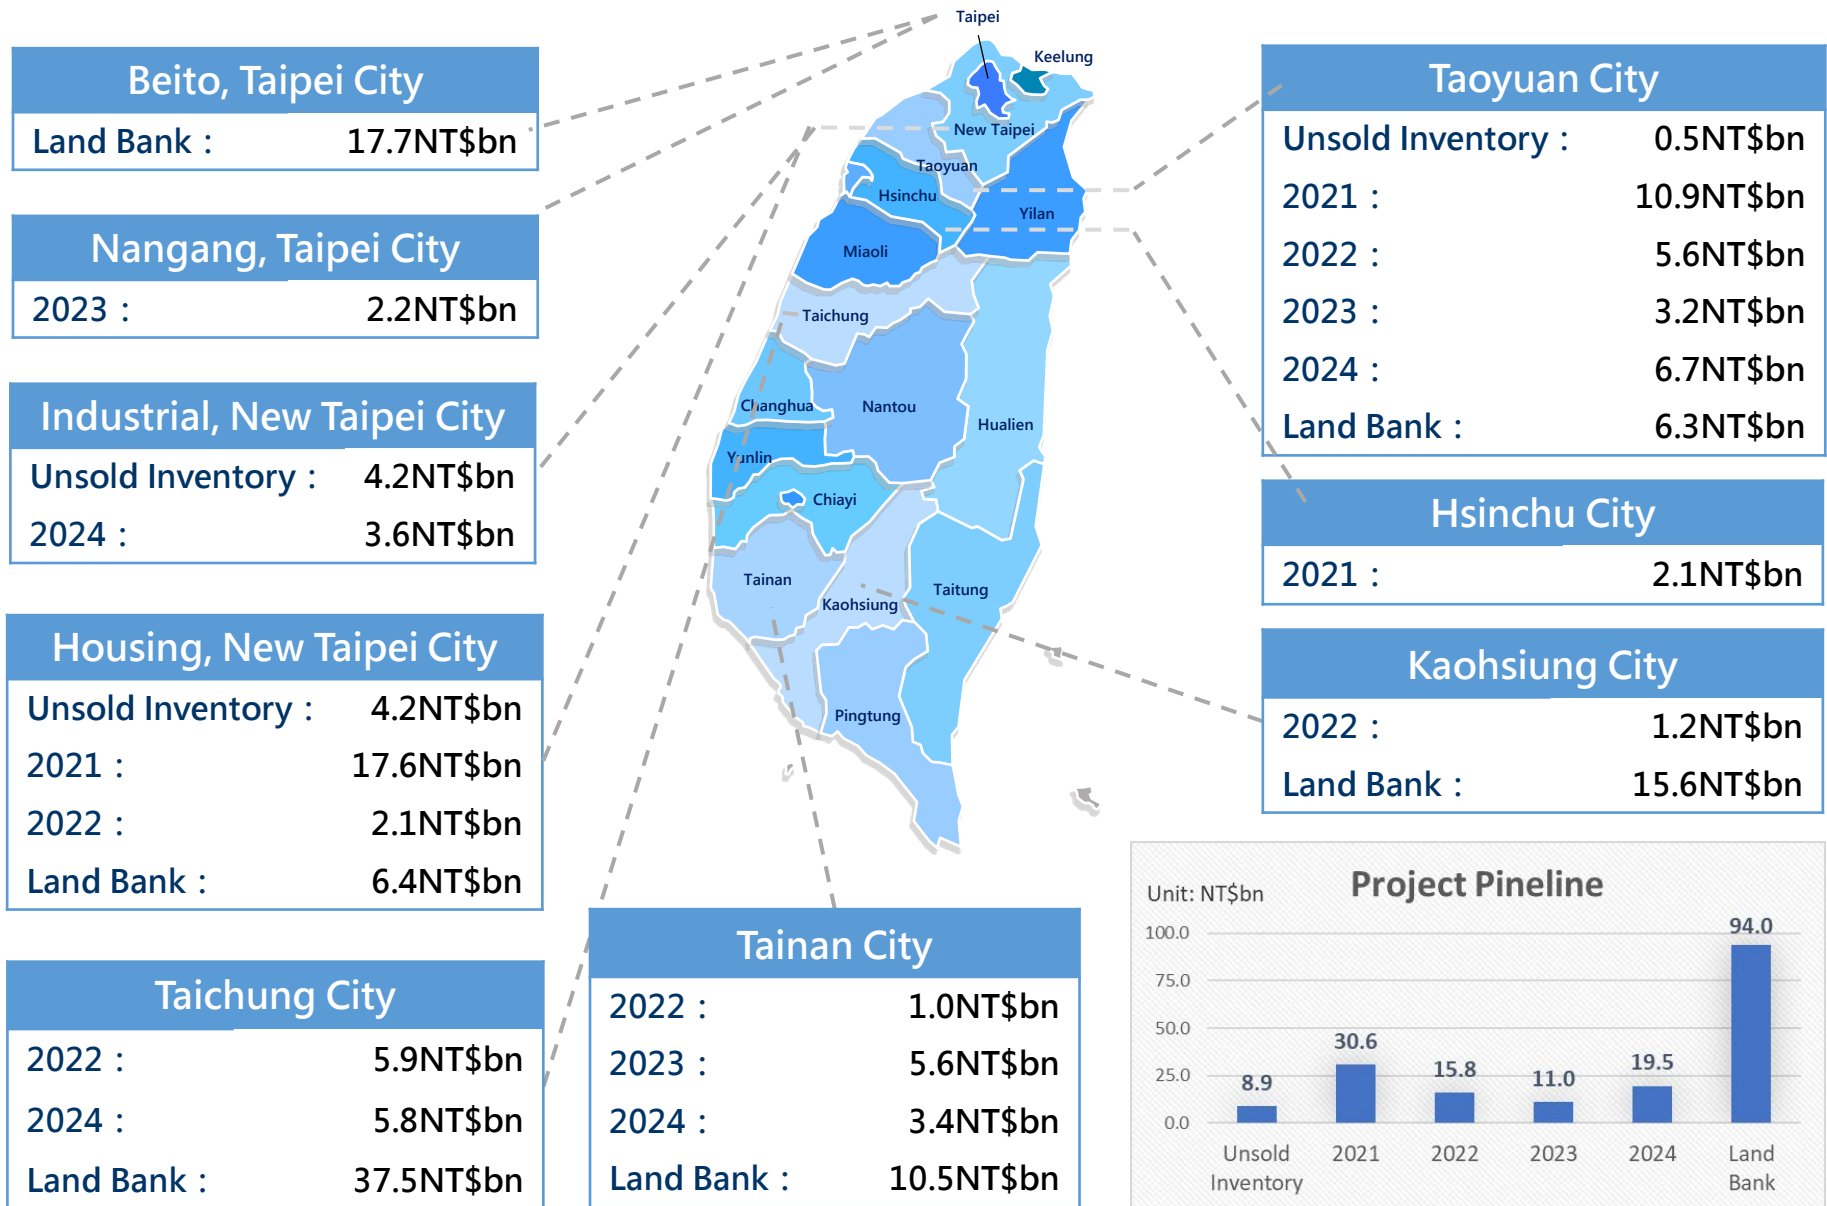 Beito, Taipei City
Land Bank： 17.7NT$bn
Nangang, Taipei City
2023： 2.2NT$bn
Industrial, New Taipei City
Unsold Inventory： 4.2NT$bn
2024： 3.6NT$bn
Housing, New Taipei City
Unsold Inventory： 4.2NT$bn
2021： 17.6NT$bn
2022： 2.1NT$bn
Land Bank： 6.4NT$bn
Taichung City
2022： 5.9NT$bn
2024： 5.8NT$bn
Land Bank： 37.5NT$bn
Taipei
Keelung
New Taipei
Taoyuan
Hsinchu
Yilan
Miaoli
Taichung
Changhua
Nantou
Hualien
Yunlin
Chiayi
Tainan
Kaohsiung
Taitung
Pingtung
Tainan City
2022： 1.0NT$bn
2023： 5.6NT$bn
2024： 3.4NT$bn
Land Bank： 10.5NT$bn
Taoyuan City
Unsold Inventory： 0.5NT$bn
2021： 10.9NT$bn
2022： 5.6NT$bn
2023： 3.2NT$bn
2024： 6.7NT$bn
Land Bank： 6.3NT$bn
Hsinchu City
2021： 2.1NT$bn
Kaohsiung City
2022： 1.2NT$bn
Land Bank： 15.6NT$bn
Project Pineline
Unit: NT$bn
100.0
75.0
50.0
25.0
0.0
8.9
30.6
15.8
11.0
19.5
94.0
Unsold Inventory
2021
2022
2023
2024
Land Bank